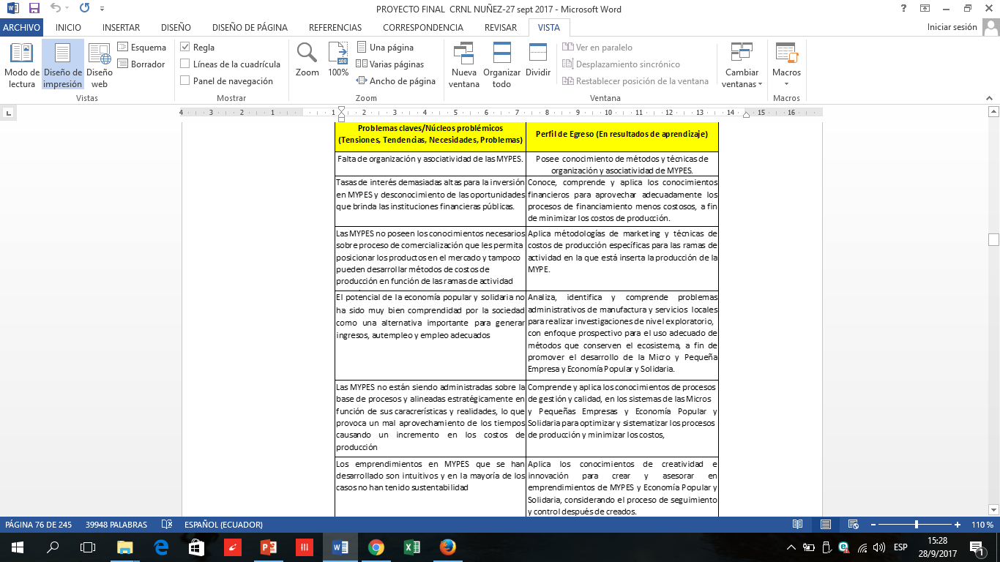 PROYECTO FINAL  CRNL NUÑEZ-27 sept 2017 - Microsoft Word
ARCHIVO INICIO INSERTAR DISEÑO DISEÑO DE PÁGINA REFERENCIAS CORRESPONDENCIA REVISAR VISTA Iniciar sesión
Modo de lectura
Diseño de impresión
Diseño web
Esquema
Borrador
Vistas
Regla
Líneas de la cuadrícula
Panel de navegación
Mostrar
Zoom
100%
Una página
Varias páginas
Ancho de página
Zoom
Nueva ventana
Organizar todo
Dividir
Ver en paralelo
Desplazamiento sincrónico
Restablecer posición de la ventana
Ventana
Cambiar ventanas
Macros
Macros
4 3 2 1 1 2 3 4 5 6 7 8 9 10 11 12 13 14 15 16
Problemas claves/Núcleos problémicos
(Tensiones, Tendencias, Necesidades, Problemas)
Perfil de Egreso (En resultados de aprendizaje)
Falta de organización y asociatividad de las MYPES.
Posee conocimiento de métodos y técnicas de
organización y asociatividad de MYPES.
Tasas de interés demasiadas altas para la inversión
en MYPES y desconocimiento de las oportunidades
que brinda las instituciones financieras públicas.
Conoce, comprende y aplica los conocimientos
financieros para aprovechar adecuadamente los
procesos de financiamiento menos costosos, a fin
de minimizar los costos de producción.
Las MYPES no poseen los conocimientos necesarios
sobre proceso de comercialización que les permita
posicionar los productos en el mercado y tampoco
pueden desarrollar métodos de costos de
producción en función de las ramas de actividad
Aplica métodologías de marketing y técnicas de
costos de producción específicas para las ramas de
actividad en la que está inserta la producción de la
MYPE.
El potencial de la economía popular y solidaria no
ha sido muy bien comprendidad por la sociedad
como una alternativa importante para generar
ingresos, autempleo y empleo adecuados
Analiza, identifica y comprende problemas
administrativos de manufactura y servicios locales
para realizar investigaciones de nivel exploratorio,
con enfoque prospectivo para el uso adecuado de
métodos que conserven el ecosistema, a fin de
promover el desarrollo de la Micro y Pequeña
Empresa y Economía Popular y Solidaria.
Las MYPES no están siendo administradas sobre la
base de procesos y alineadas estratégicamente en
función de sus caracrerísticas y realidades, lo que
provoca un mal aprovechamiento de los tiempos
causando un incremento en los costos de
producción
Comprende y aplica los conocimientos de procesos
de gestión y calidad, en los sistemas de las Micros
y Pequeñas Empresas y Economía Popular y
Solidaria para optimizar y sistematizar los procesos
de producción y minimizar los costos,
Los emprendimientos en MYPES que se han
desarrollado son intuitivos y en la mayoría de los
casos no han tenido sustentabilidad
Aplica los conocimientos de creatividad e
innovación para crear y asesorar en
emprendimientos de MYPES y Economía Popular y
Solidaria, considerando el proceso de seguimiento
y control después de creados.
PÁGINA 76 DE 245 39948 PALABRAS ESPAÑOL (ECUADOR) 110 %
ESP
15:28
28/9/2017
1